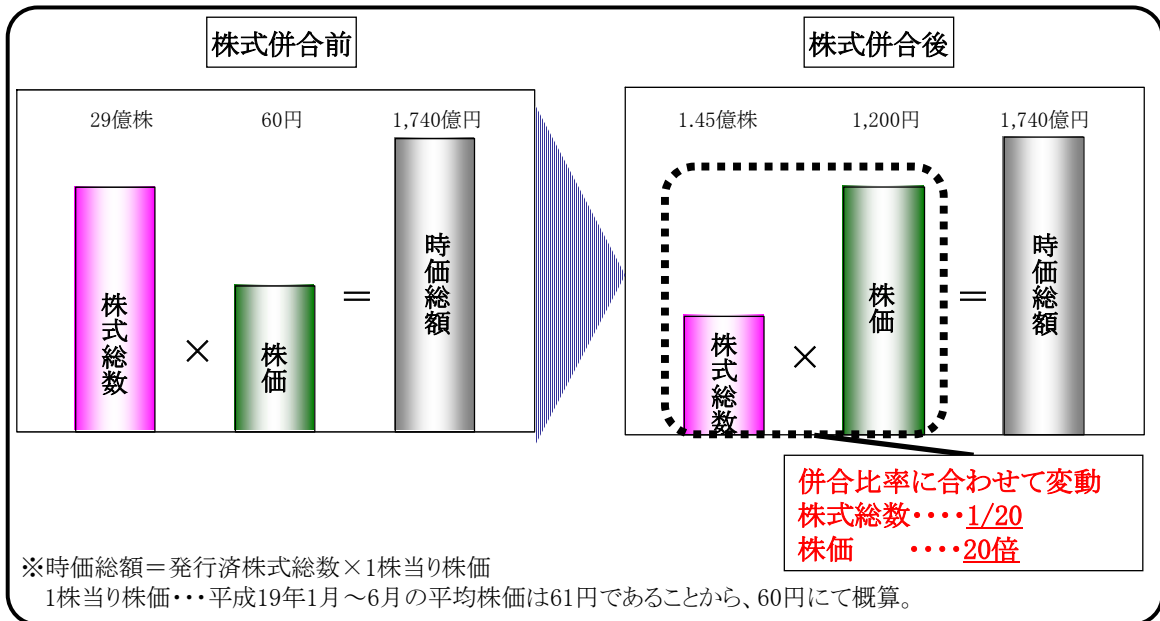 株式併合前
株式併合後
29億株
60円
1,740億円
株式総数
×
株価
=
時価総額
1.45億株
1,200円
1,740億円
株式総数
×
株価
=
時価総額
併合比率に合わせて変動
株式総数・・・・1/20
株価　　・・・・20倍
※時価総額＝発行済株式総数×1株当り株価
1株当り株価・・・平成19年1月～6月の平均株価は61円であることから、60円にて概算。